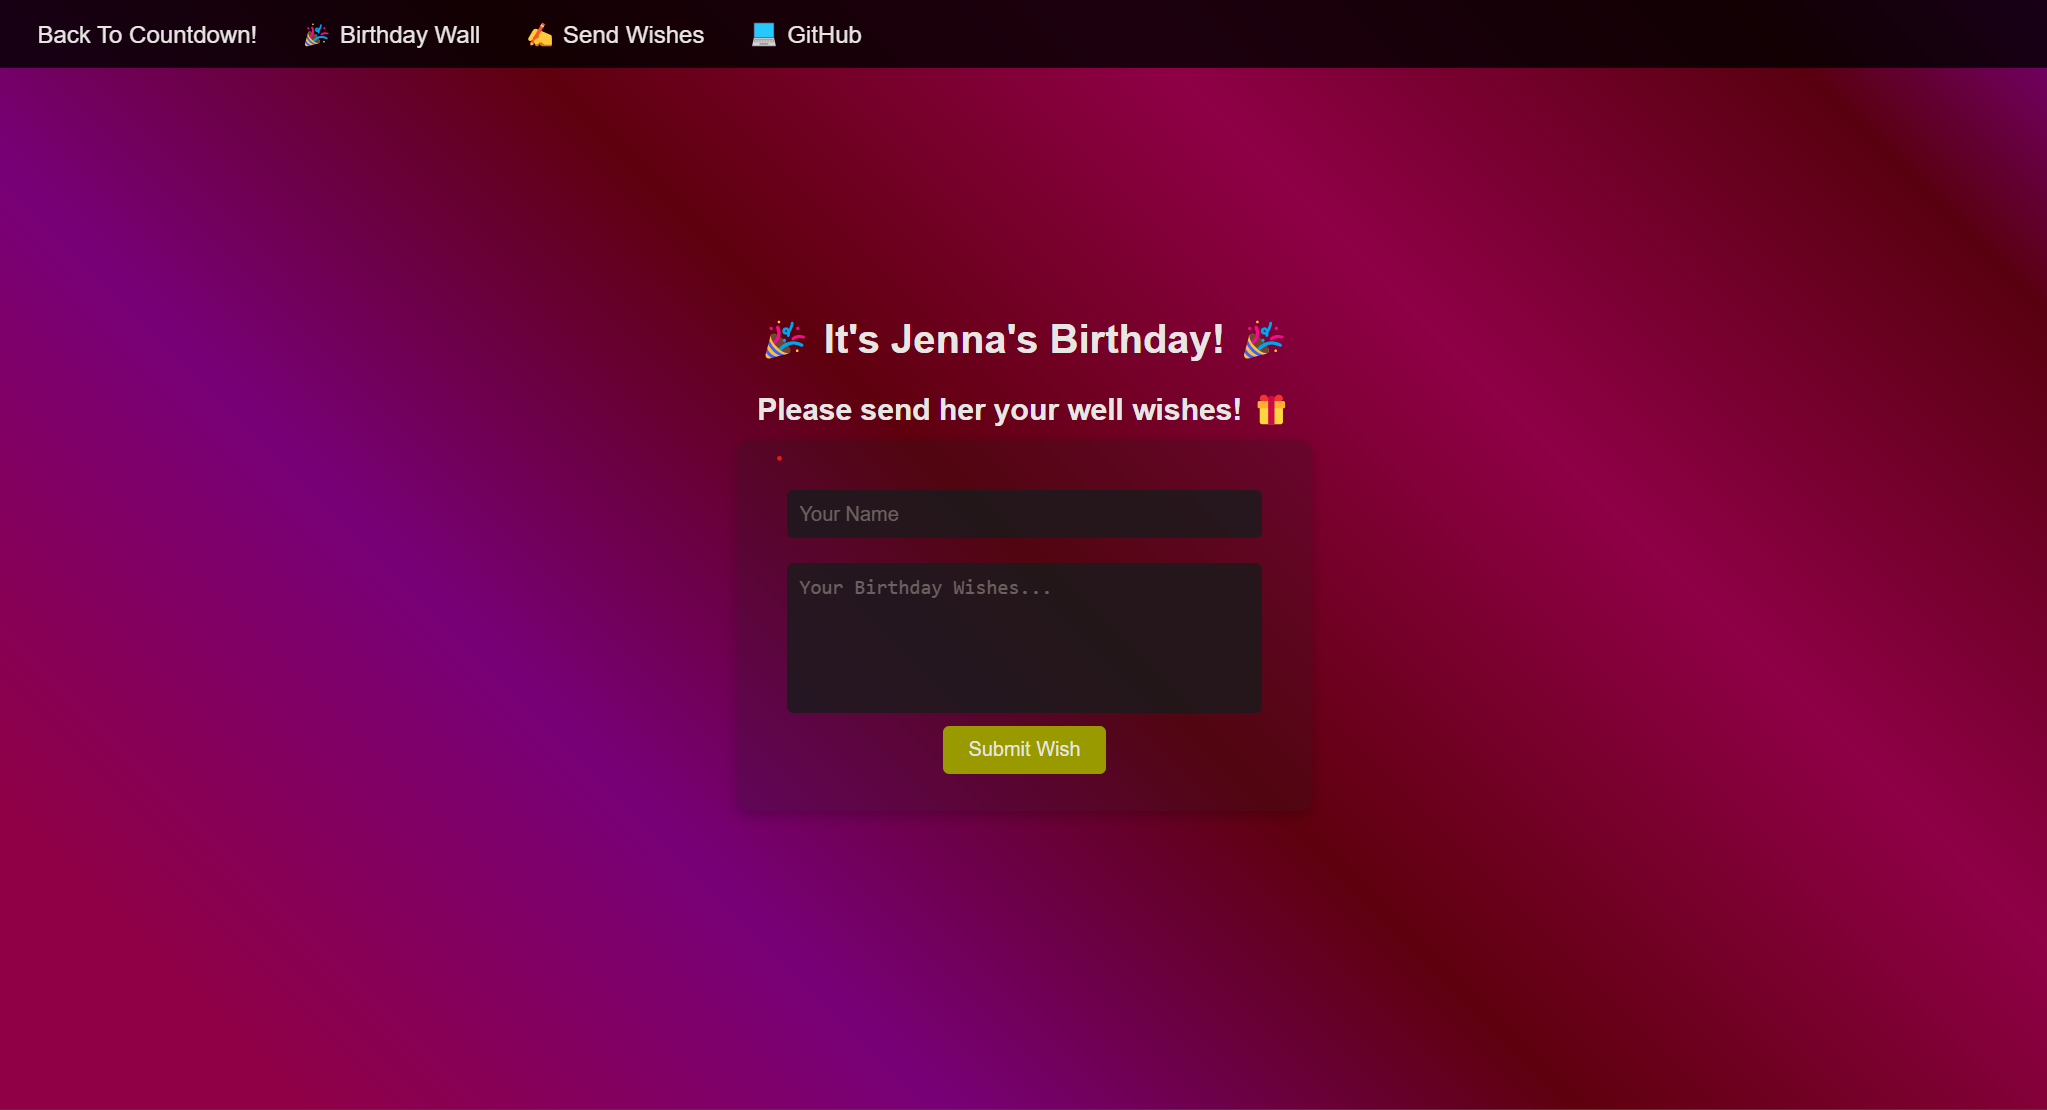 Back To Countdown! 🎉 Birthday Wall ✍️ Send Wishes 💻 GitHub
🎉 It's Jenna's Birthday! 🎉
Please send her your well wishes! 🎁
Your Name
Your Birthday Wishes...
Submit Wish